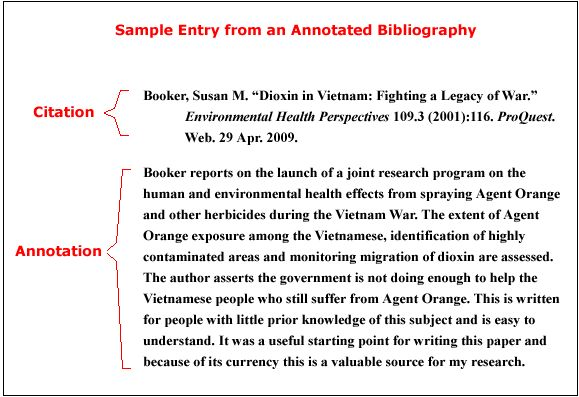 Sample Entry from an Annotated Bibliography
Citation
Booker, Susan M. “Dioxin in Vietnam: Fighting a Legacy of War.”
Environmental Health Perspectives 109.3 (2001):116. ProQuest.
Web. 29 Apr. 2009.
Annotation
Booker reports on the launch of a joint research program on the
human and environmental health effects from spraying Agent Orange
and other herbicides during the Vietnam War. The extent of Agent
Orange exposure among the Vietnamese, identification of highly
contaminated areas and monitoring migration of dioxin are assessed.
The author asserts the government is not doing enough to help the
Vietnamese people who still suffer from Agent Orange. This is written
for people with little prior knowledge of this subject and is easy to
understand. It was a useful starting point for writing this paper and
because of its currency this is a valuable source for my research.